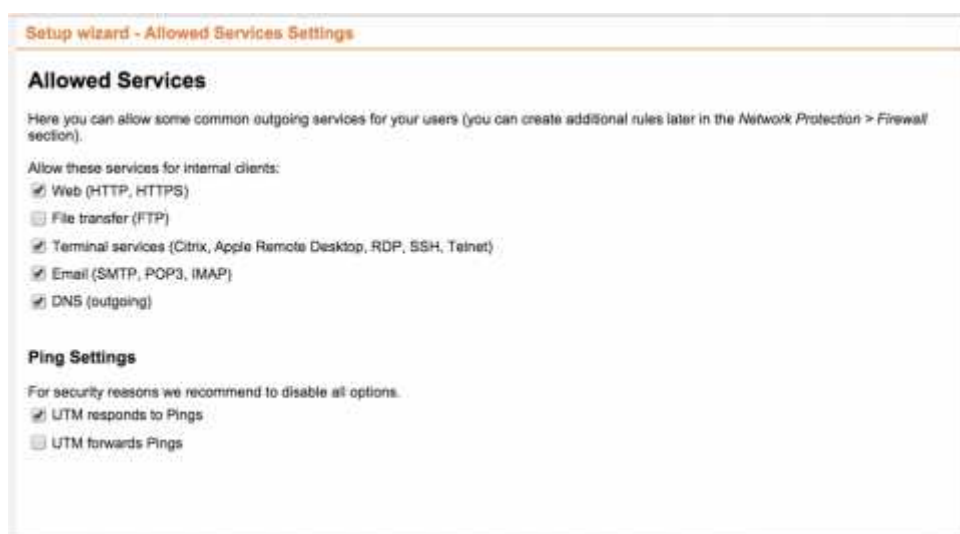 Setup wizard - Allowed Services Settings
Allowed Services
Here you can allow some common outgoing services for your users (you can create additional rules later in the Network Protection > Firewall
section).
Allow these services for internal clients:
Web (HTTP, HTTPS)
File transfer (FTP)
Terminal services (Citrix, Apple Remote Desktop, RDP, SSH, Telnet)
Email (SMTP, POP3, IMAP)
DNS (outgoing)
Ping Settings
For security reasons we recommend to disable all options.
UTM responds to Pings
UTM forwards Pings